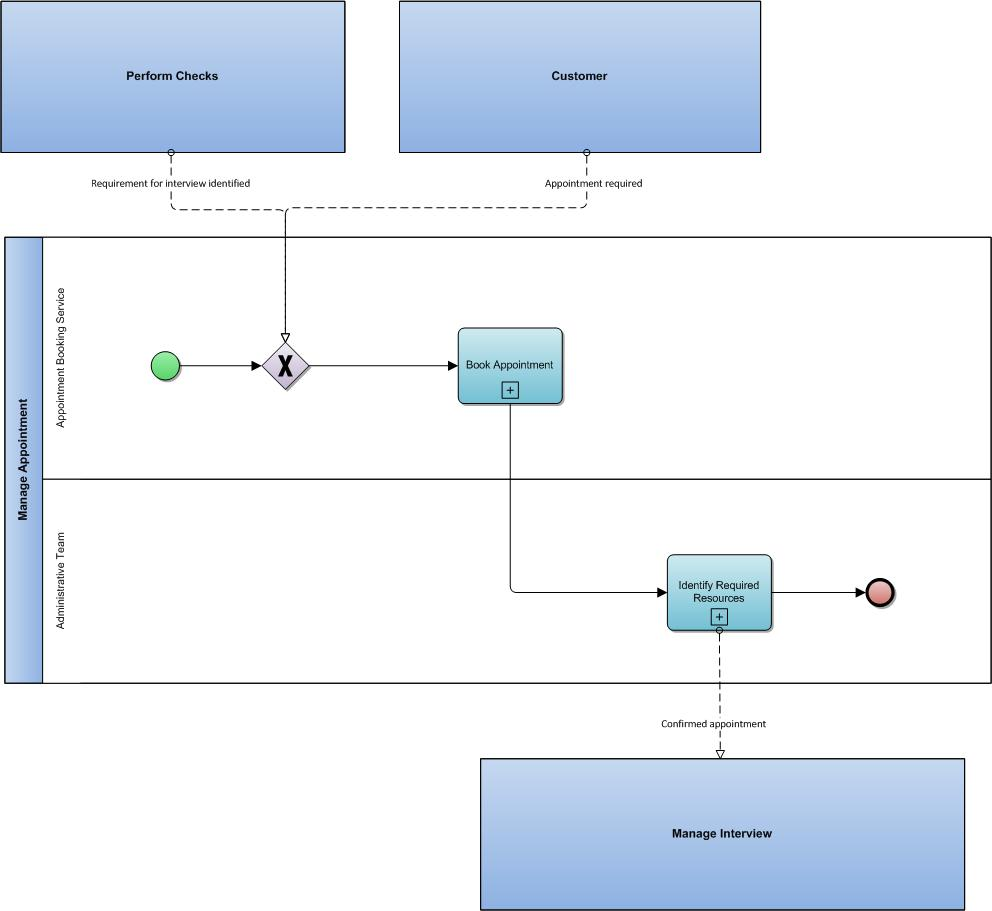 Perform Checks
Customer
Requirement for interview identified
Appointment required
Manage Appointment
Appointment Booking Service
X
Book Appointment
+
Administrative Team
Identify Required
Resources
+
Confirmed appointment
Manage Interview